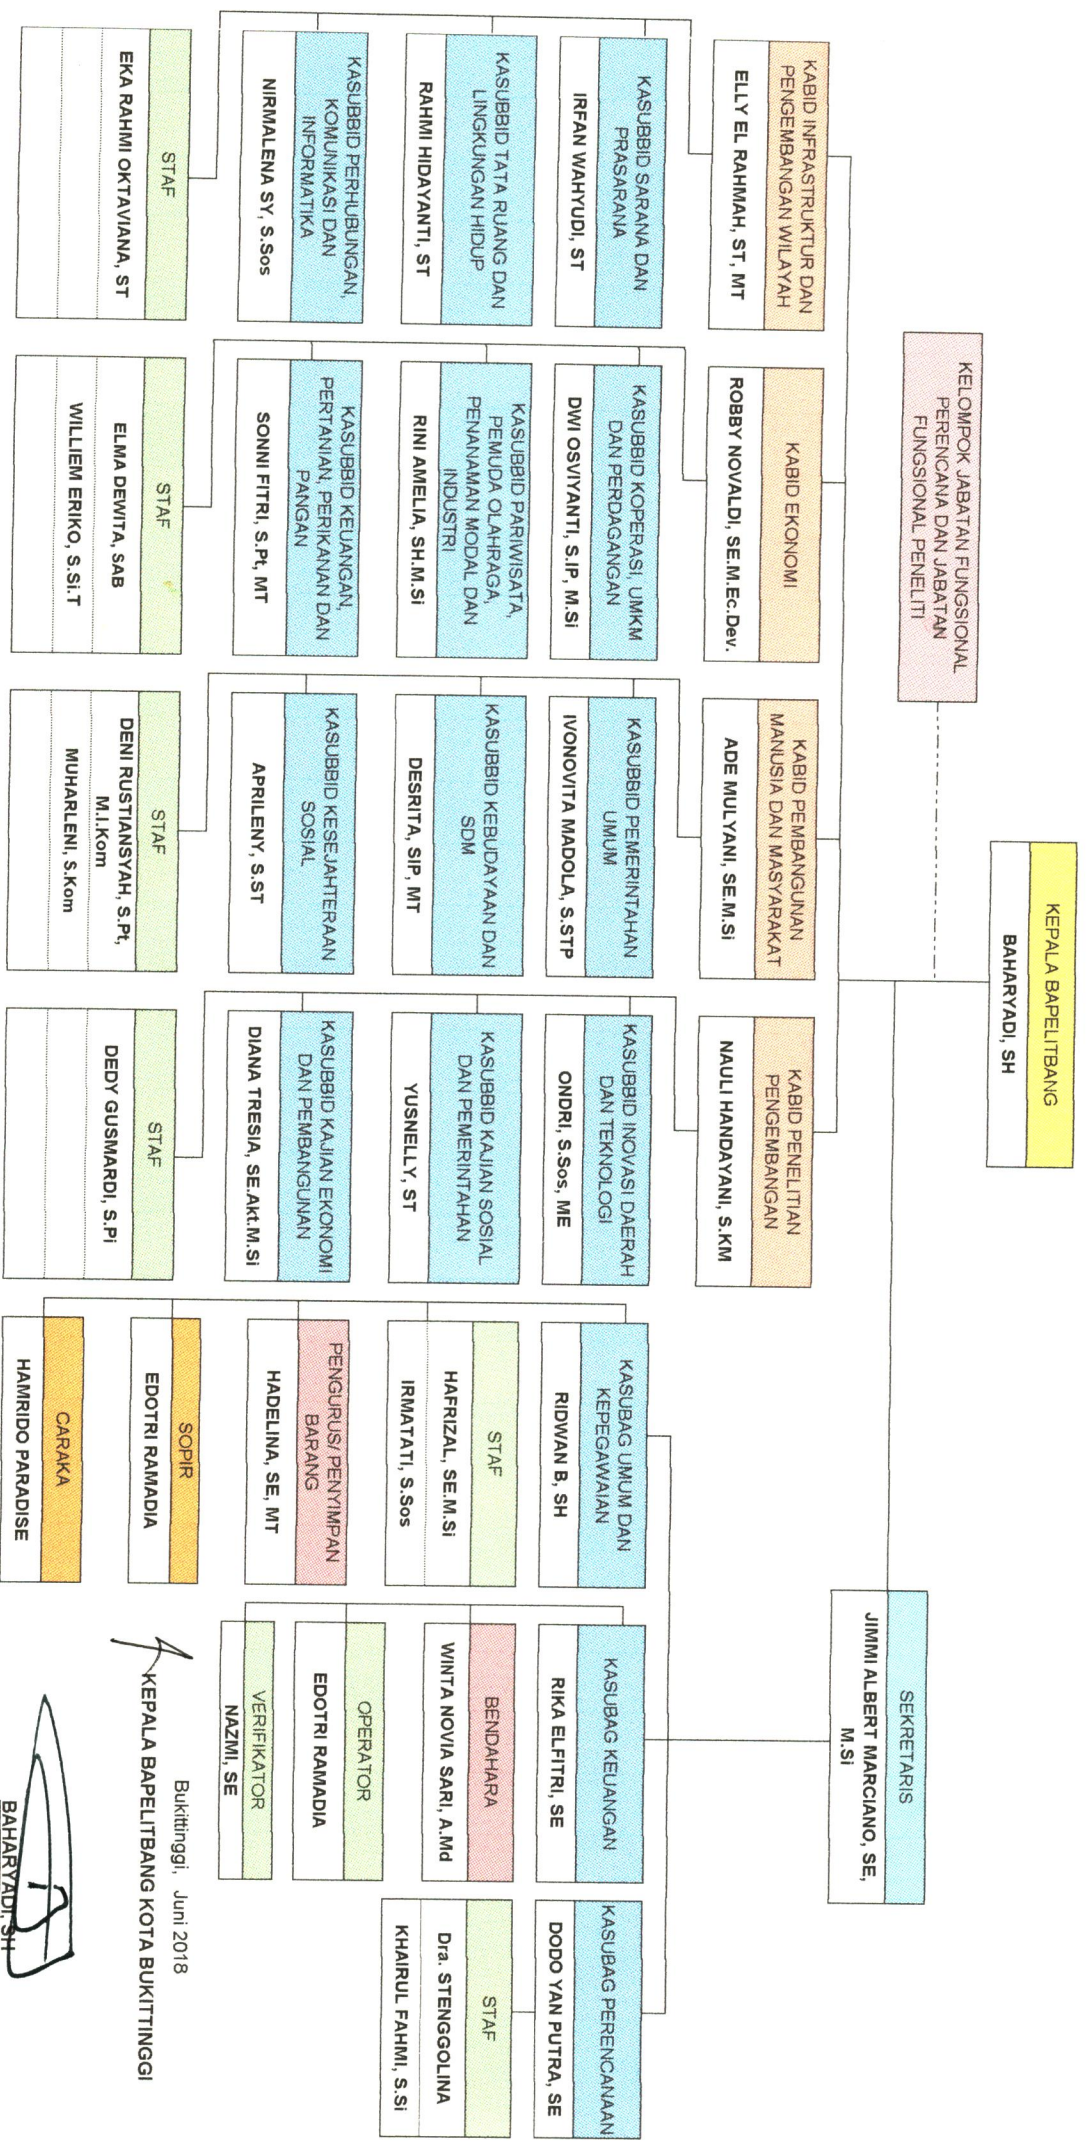 KEPALA BAPELITBANG
BAHARYADI, SH
KELOMPOK JABATAN FUNGSIONAL
PERENCANA DAN JABATAN
FUNGSIONAL PENELITI
SEKRETARIS
JIMMI ALBERT MARCIANO, SE,
M.Si
KABID INFRASTRUKTUR DAN
PENGEMBANGAN WILAYAH
ELLY EL RAHMAH, ST, MT
KASUBBID SARANA DAN
PRASARANA
IRFAN WAHYUDI, ST
KASUBBID TATA RUANG DAN
LINGKUNGAN HIDUP
RAHMI HIDAYANTI, ST
KASUBBID PERHUBUNGAN,
KOMUNIKASI DAN
INFORMATIKA
NIRMALENA SY, S.Sos
STAF
EKA RAHMI OKTAVIANA, ST
KABID EKONOMI
ROBBY NOVALDI, SE.M.Ec.Dev.
KASUBBID KOPERASI, UMKM
DAN PERDAGANGAN
DWI OSVIYANTI, S.IP, M.Si
KASUBBID PARIWISATA,
PEMUDA OLAHRAGA,
PENANAMAN MODAL DAN
INDUSTRI
RINI AMELIA, SH.M.Si
KASUBBID KEUANGAN,
PERTANIAN, PERIKANAN DAN
PANGAN
SONNI FITRI, S.Pt, MT
STAF
ELMA DEWITA, SAB
WILLIEM ERIKO, S.Si.T
KABID PEMBANGUNAN
MANUSIA DAN MASYARAKAT
ADE MULYANI, SE.M.Si
KASUBBID PEMERINTAHAN
UMUM
IVONOVITA MADOLA, S.STP
KASUBBID KEBUDAYAAN DAN
SDM
DESRITA, SIP, MT
KASUBBID KESEJAHTERAAN
SOSIAL
APRILENY, S.ST
STAF
DENI RUSTIANSYAH, S.Pt,
M.I.Kom
MUHARLENI, S.Kom
KABID PENELITIAN
PENGEMBANGAN
NAULI HANDAYANI, S.KM
KASUBBID INOVASI DAERAH
DAN TEKNOLOGI
ONDRI, S.Sos, ME
KASUBBID KAJIAN SOSIAL
DAN PEMERINTAHAN
YUSNELLY, ST
KASUBBID KAJIAN EKONOMI
DAN PEMBANGUNAN
DIANA TRESIA, SE.Akt.M.Si
STAF
DEDY GUSMARDI, S.Pi
KASUBAG UMUM DAN
KEPEGAWAIAN
RIDWAN B, SH
STAF
HAFRIZAL, SE.M.Si
IRMATATI, S.Sos
PENGURUS/ PENYIMPAN
BARANG
HADELINA, SE, MT
SOPIR
EDOTRI RAMADIA
CARAKA
HAMRIDO PARADISE
KASUBAG KEUANGAN
RIKA ELFITRI, SE
BENDAHARA
WINTA NOVIA SARI, A.Md
OPERATOR
EDOTRI RAMADIA
VERIFIKATOR
NAZMI, SE
KASUBAG PERENCANAAN
DODO YAN PUTRA, SE
STAF
Dra. STENGGOLINA
KHAIRUL FAHMI, S.Si
Bukittinggi, Juni 2018
KEPALA BAPELITBANG KOTA BUKITTINGGI
BAHARYADI, SH